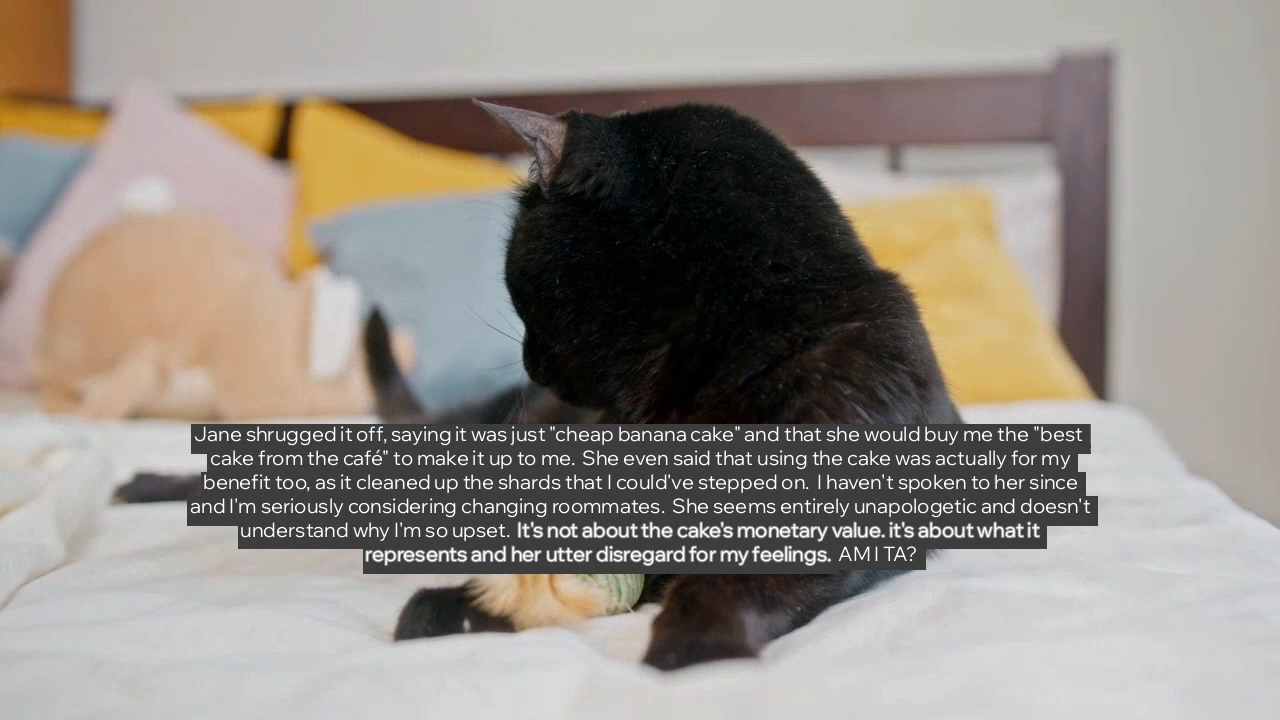 Jane shrugged it off, saying it was just "cheap banana cake" and that she would buy me the "best
cake from the café" to make it up to me. She even said that using the cake was actually for my
benefit too, as it cleaned up the shards that I could've stepped on. I haven't spoken to her since
and I'm seriously considering changing roommates. She seems entirely unapologetic and doesn't
understand why I'm so upset. It's not about the cake's monetary value. it's about what it
represents and her utter disregard for my feelings. AM I TA?